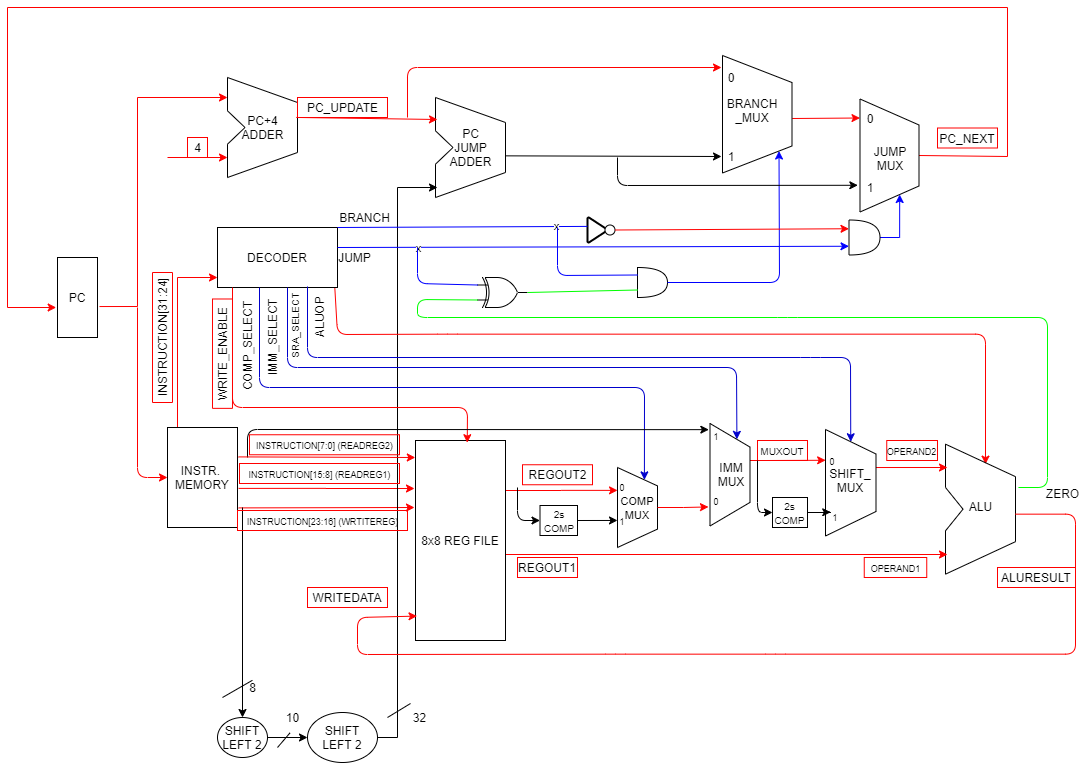 0
BRANCH
_MUX
1
PC+4
ADDER
PC_UPDATE
4
PC
JUMP
ADDER
0
JUMP
MUX
1
PC_NEXT
BRANCH
X
JUMP
X
DECODER
PC
INSTRUCTION[31:24]
WRITE_ENABLE
COMP_SELECT
IMM_SELECT
SRA_SELECT
ALUOP
INSTR.
MEMORY
INSTRUCTION[7:0] (READREG2)
INSTRUCTION[15:8] (READREG1)
INSTRUCTION[23:16] (WRTITEREG)
8x8 REG FILE
REGOUT2
REGOUT1
2s
COMP
0
COMP
MUX
1
1
IMM
MUX
0
MUXOUT
2s
COMP
0
SHIFT_
MUX
1
OPERAND2
OPERAND1
ALU
ZERO
ALURESULT
WRITEDATA
8
SHIFT
LEFT 2
10
SHIFT
LEFT 2
32